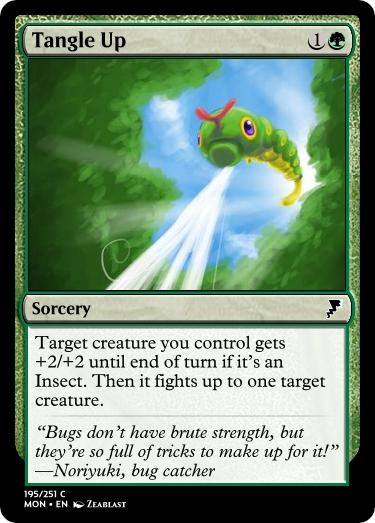 Tangle Up 1
Sorcery
Target creature you control gets
+2/+2 until end of turn if it's an
Insect. Then it fights up to one target
creature.
“Bugs don't have brute strength, but
they're so full of tricks to make up for it!”
—Noriyuki, bug catcher
195/251 C
MON • EN Zeablast